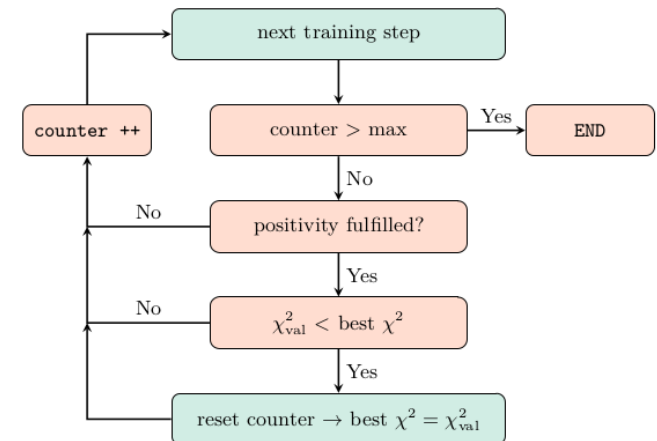 next training step
counter ++
counter > max
Yes
END
No
No
positivity fulfilled?
Yes
No
χ²_val < best χ²
Yes
reset counter → best χ² = χ²_val